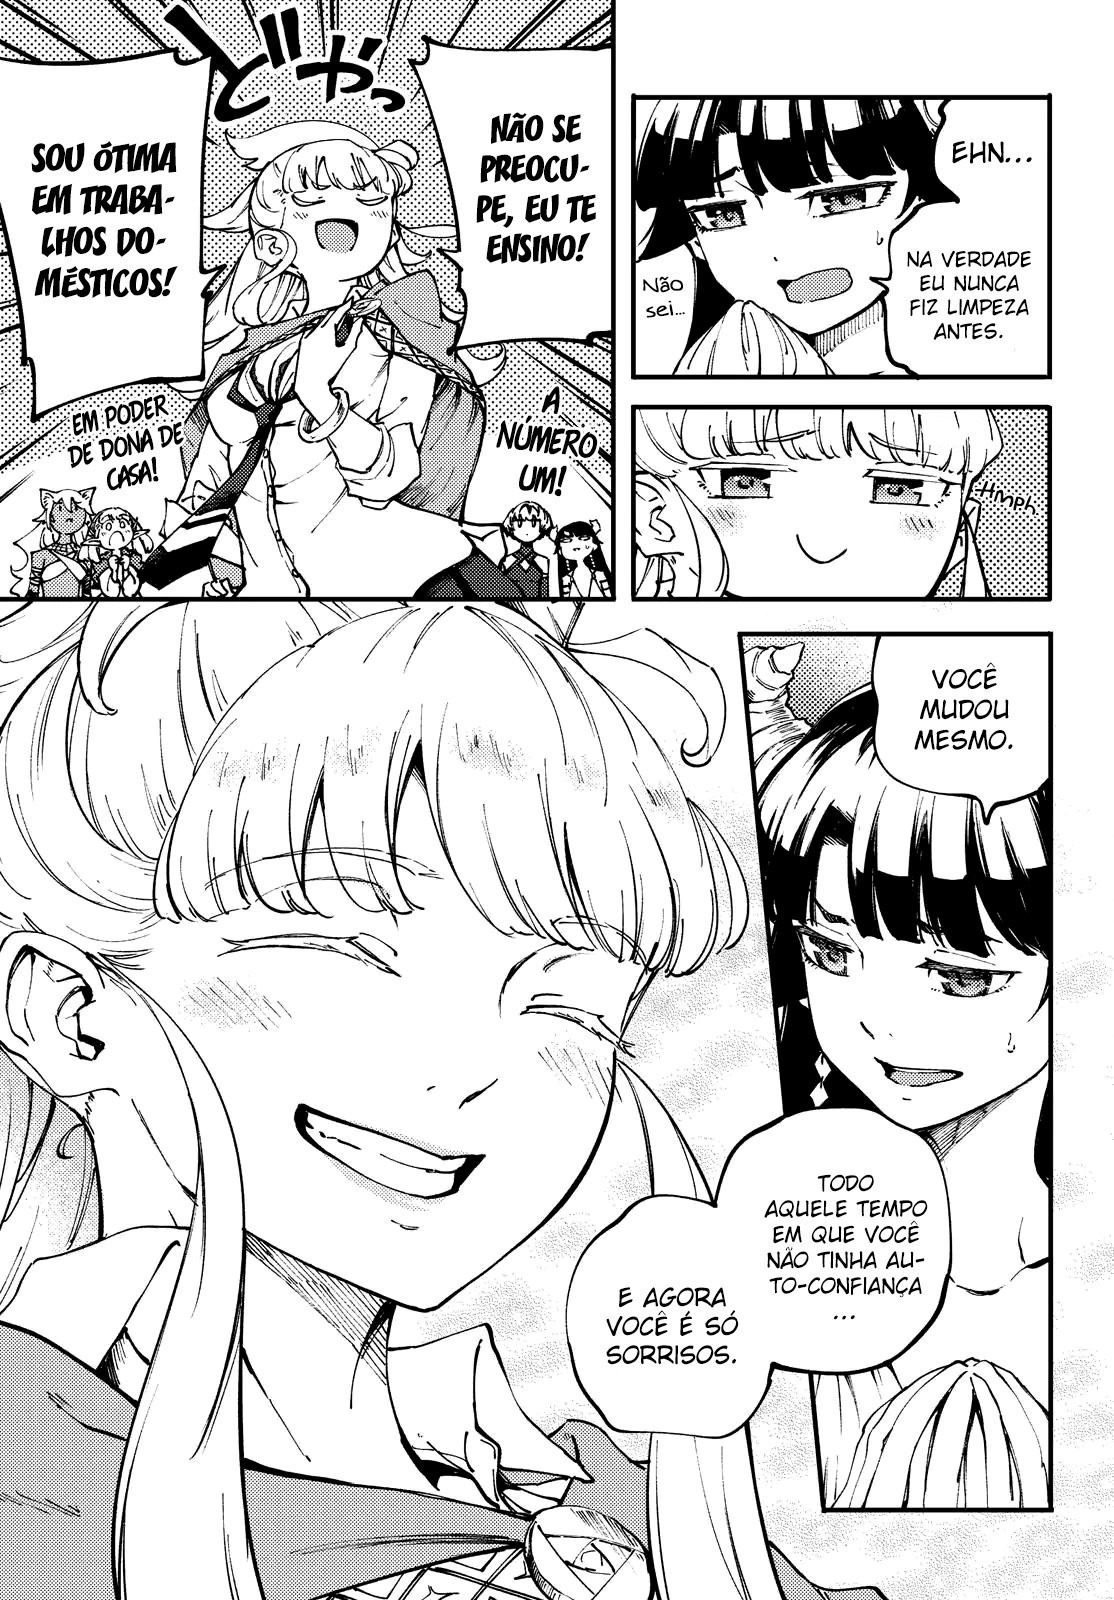 EHN...
NA VERDADE
EU NUNCA
FIZ LIMPEZA
ANTES.
Não
sei...
Hmph
どやっ
NÃO SE
PREOCU-
PE, EU TE
ENSINO!
SOU ÓTIMA
EM TRABA-
LHOS DO-
MÉSTICOS!
A
NÚMERO
UM!
EM PODER
DE DONA DE
CASA!
VOCÊ
MUDOU
MESMO.
TODO
AQUELE TEMPO
EM QUE VOCÊ
NÃO TINHA AU-
TO-CONFIANÇA
...
E AGORA
VOCÊ É SÓ
SORRISOS.